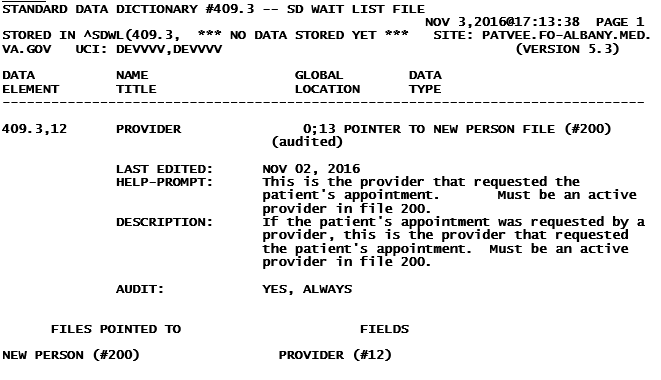 STANDARD DATA DICTIONARY #409.3 -- SD WAIT LIST FILE
NOV 3,2016@17:13:38  PAGE 1
STORED IN ^SDWL(409.3,  *** NO DATA STORED YET ***   SITE: PATVEE.FO-ALBANY.MED.
VA.GOV   UCI: DEVVVV,DEVVVV                                    (VERSION 5.3)
DATA          NAME                  GLOBAL        DATA
ELEMENT       TITLE                 LOCATION      TYPE
-------------------------------------------------------------------------------
409.3,12      PROVIDER               0;13 POINTER TO NEW PERSON FILE (#200)
(audited)
LAST EDITED:      NOV 02, 2016
HELP-PROMPT:      This is the provider that requested the
patient's appointment.       Must be an active
provider in file 200.
DESCRIPTION:      If the patient's appointment was requested by a
provider, this is the provider that requested
the patient's appointment.  Must be an active
provider in file 200.
AUDIT:            YES, ALWAYS
FILES POINTED TO                      FIELDS
NEW PERSON (#200)                 PROVIDER (#12)